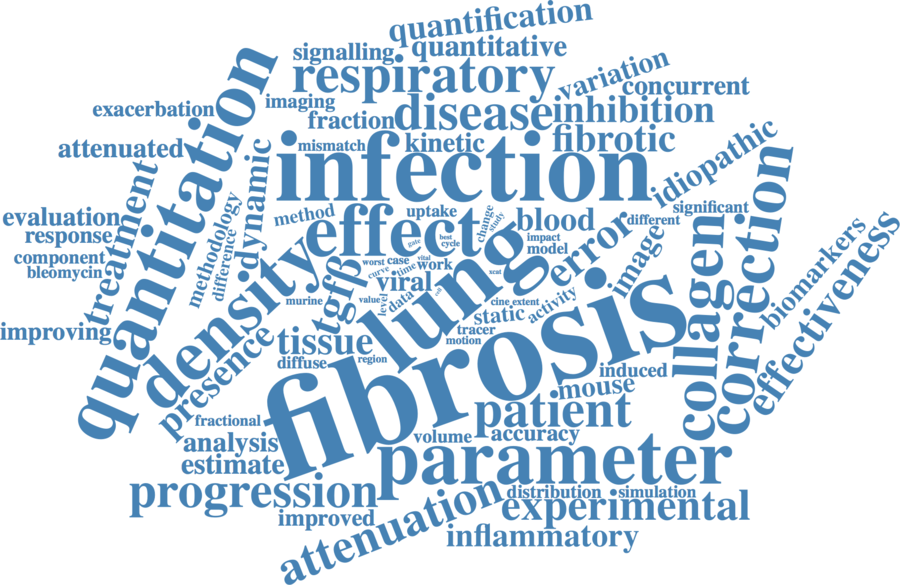 quantification
signalling
quantitative
respiratory
variation
concurrent
exacerbation
imaging
fraction
disease
inhibition
attenuated
mismatch
kinetic
fibrotic
quantitation
infection
idiopathic
treatment
dynamic
evaluation
response
component
bleomycin
improving
methodology
difference
method
uptake
effect
gate
best
cycle
change
study
blood
different
significant
impact
model
error
image
collagen
correction
biomarkers
effectiveness
density
worst
case
vital
curve
time
work
viral
cell
xcat
tgfβ
murine
value
level
data
lung
cine
extent
activity
static
tracer
motion
presence
tissue
diffuse
region
fibrosis
induced
mouse
fractional
patient
analysis
volume
accuracy
estimate
parameter
progression
distribution
simulation
improved
attenuation
experimental
inflammatory